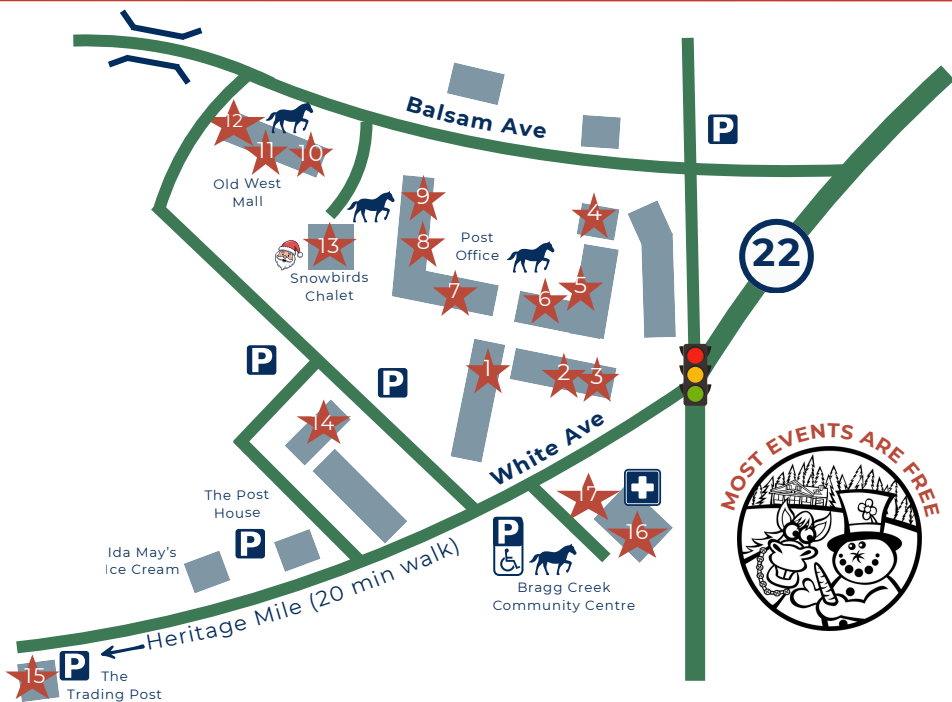 Balsam Ave
P
12
11
10
Old West
Mall
9
8
7
Post
Office
4
5
6
22
13
Snowbirds
Chalet
P
P
1
2
3
White Ave
14
MOST EVENTS ARE FREE
17
16
P
Bragg Creek
Community Centre
The Post
House
P
Ida May's
Ice Cream
Heritage Mile (20 min walk)
15
P
The
Trading Post